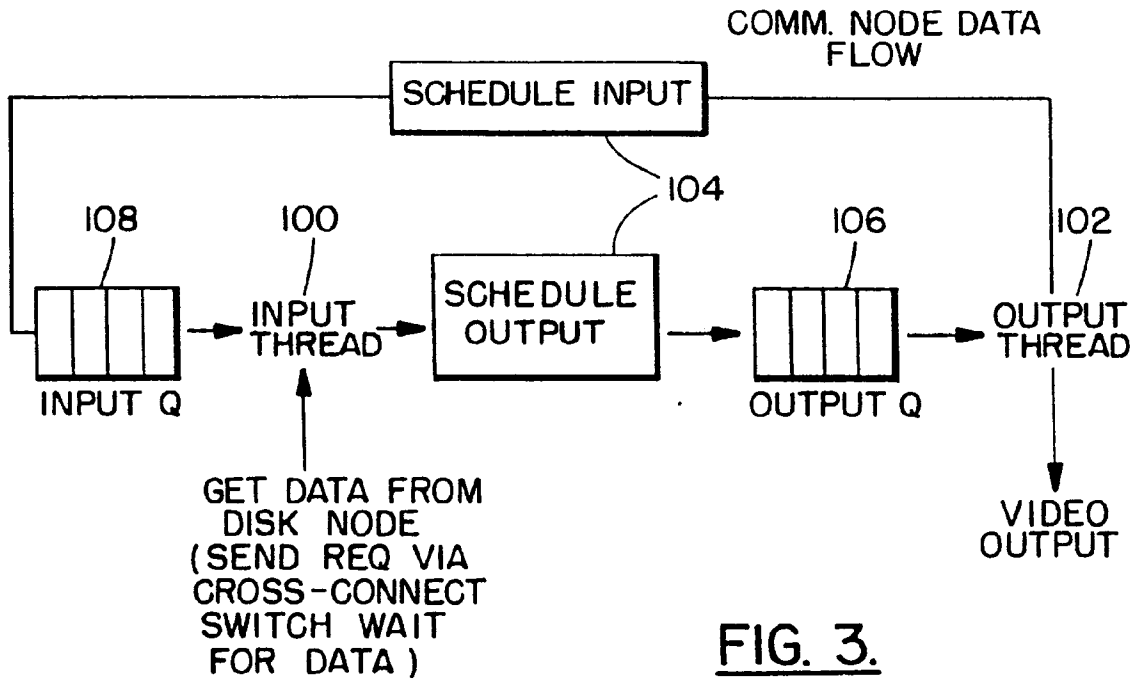 COMM. NODE DATA
FLOW
SCHEDULE INPUT
104
108
100
106
102
INPUT
THREAD
SCHEDULE
OUTPUT
OUTPUT
THREAD
INPUT Q
OUTPUT Q
GET DATA FROM
DISK NODE
(SEND REQ VIA
CROSS-CONNECT
SWITCH WAIT
FOR DATA)
VIDEO
OUTPUT
FIG. 3.